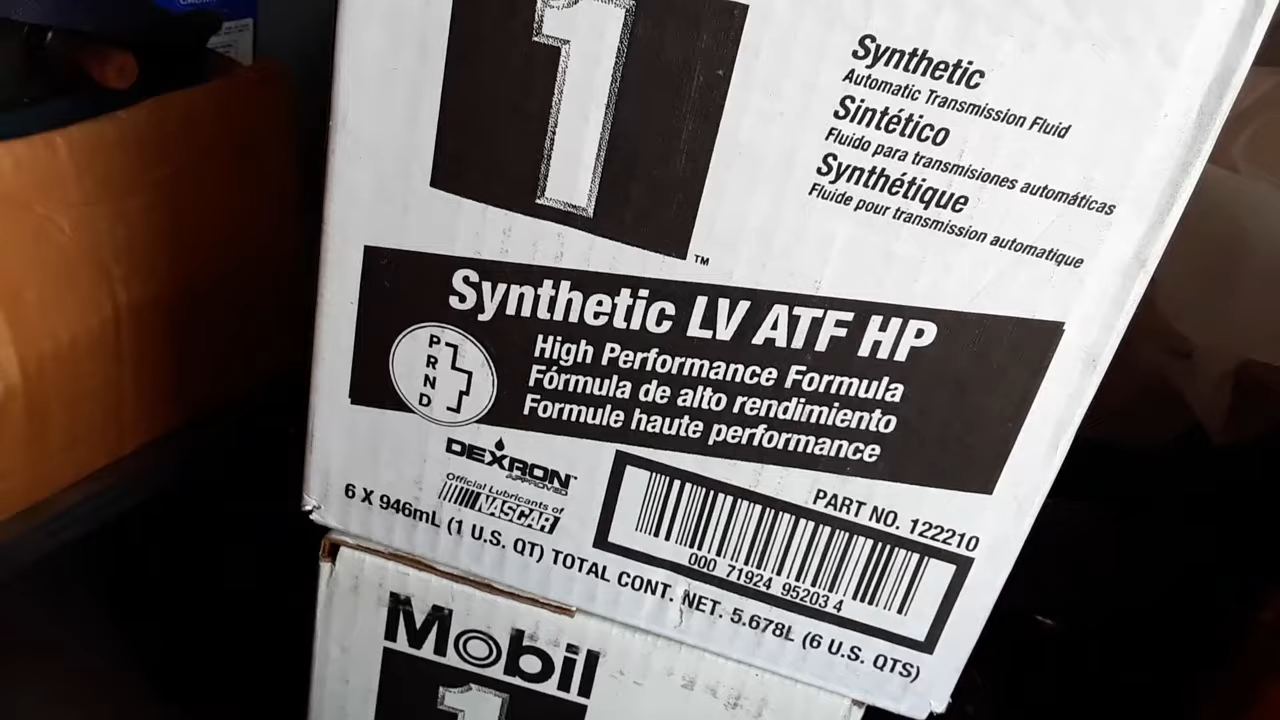 1
Synthetic
Automatic Transmission Fluid
Sintético
Fluido para transmisiones automáticas
Synthétique
Fluide pour transmission automatique
TM
Synthetic LV ATF HP
P
R
N
D
High Performance Formula
Fórmula de alto rendimiento
Formule haute performance
DEXRON™
APPROVED
Official Lubricants of
NASCAR
PART NO. 122210
000 71924 95203 4
6 X 946mL (1 U.S. QT) TOTAL CONT. NET. 5.678L (6 U.S. QTS)
Mobil
1